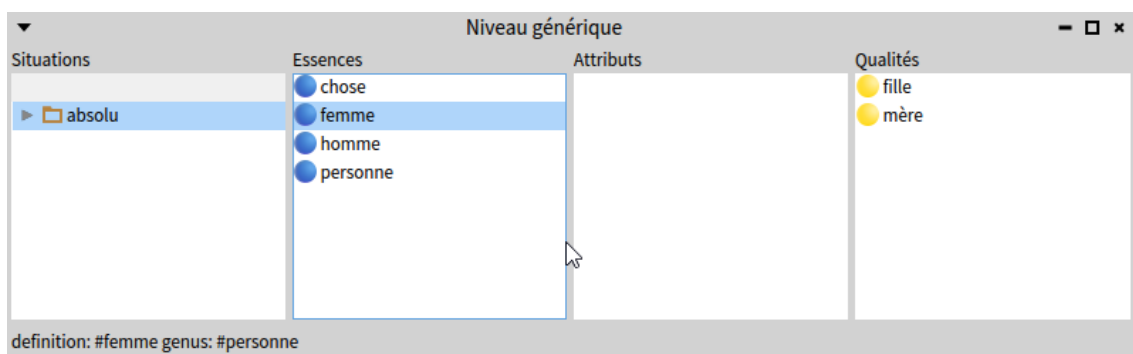 Niveau générique
Situations Essences Attributs Qualités
chose fille
absolu femme mère
homme
personne
definition: #femme genus: #personne